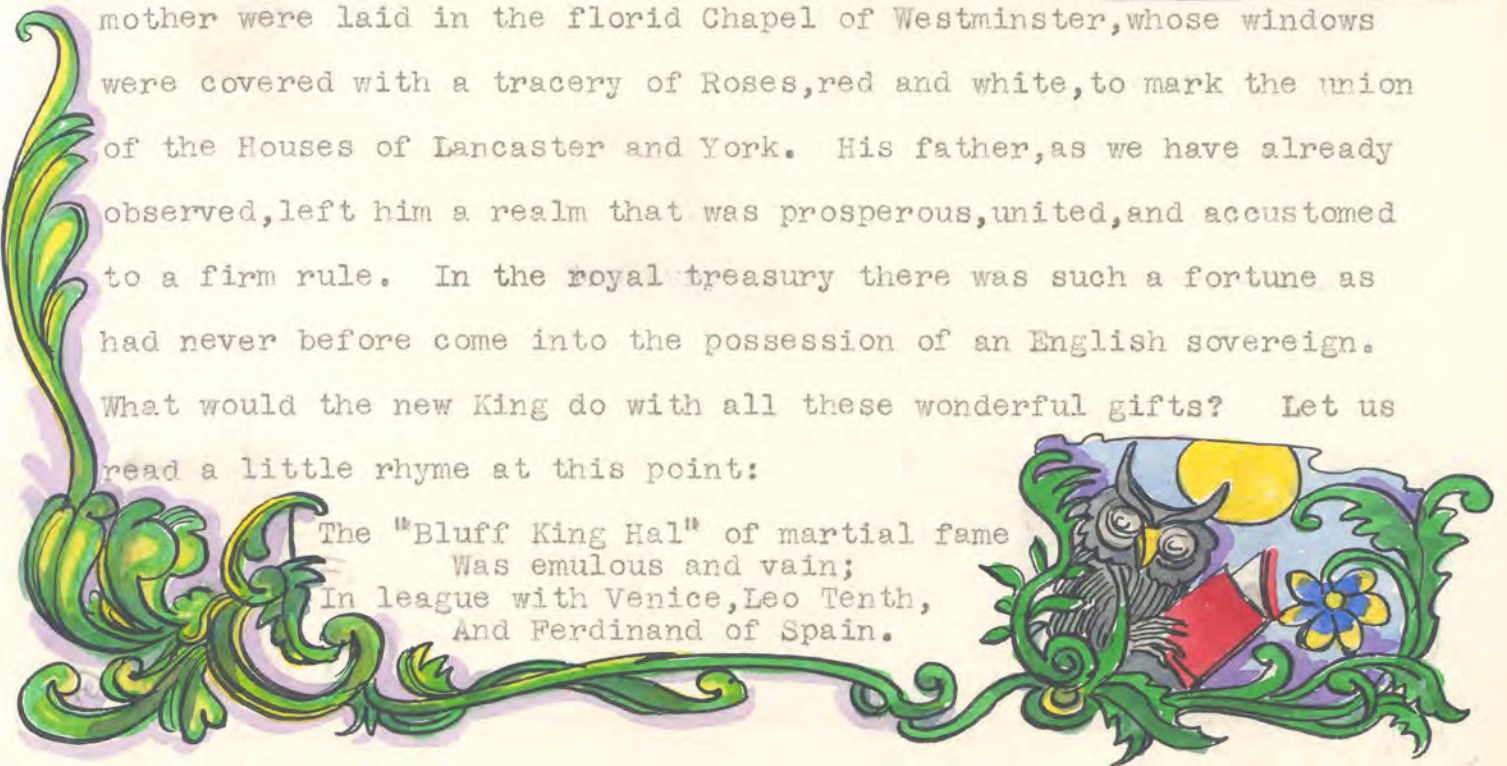 mother were laid in the florid Chapel of Westminster,whose windows
were covered with a tracery of Roses,red and white,to mark the union
of the Houses of Lancaster and York. His father,as we have already
observed,left him a realm that was prosperous,united,and accustomed
to a firm rule. In the royal treasury there was such a fortune as
had never before come into the possession of an English sovereign.
What would the new King do with all these wonderful gifts? Let us
read a little rhyme at this point:
The "Bluff King Hal" of martial fame
Was emulous and vain;
In league with Venice,Leo Tenth,
And Ferdinand of Spain.